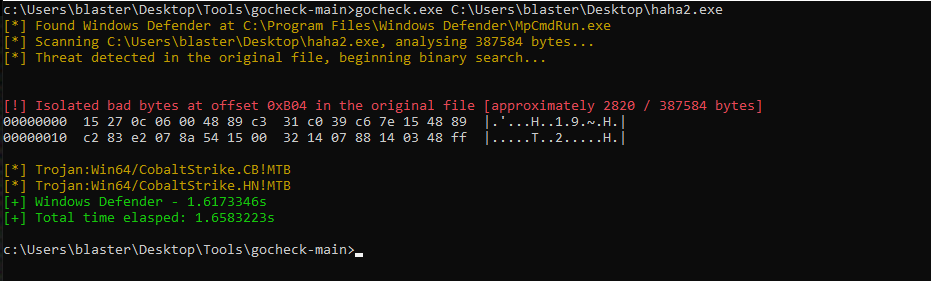 c:\Users\blaster\Desktop\Tools\gocheck-main>gocheck.exe C:\Users\blaster\Desktop\haha2.exe
[*] Found Windows Defender at C:\Program Files\Windows Defender\MpCmdRun.exe
[*] Scanning C:\Users\blaster\Desktop\haha2.exe, analysing 387584 bytes...
[*] Threat detected in the original file, beginning binary search...
[!] Isolated bad bytes at offset 0xB04 in the original file [approximately 2820 / 387584 bytes]
00000000  15 27 0c 06 00 48 89 c3  31 c0 39 c6 7e 15 48 89  |.'...H..1.9.~.H.|
00000010  c2 83 e2 07 8a 54 15 00  32 14 07 88 14 03 48 ff  |.....T..2.....H.|
[*] Trojan:Win64/CobaltStrike.CB!MTB
[*] Trojan:Win64/CobaltStrike.HN!MTB
[+] Windows Defender - 1.6173346s
[+] Total time elasped: 1.6583223s
c:\Users\blaster\Desktop\Tools\gocheck-main>